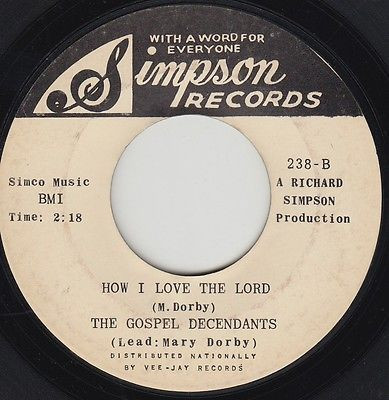 WITH A WORD FOR
EVERYONE
Simpson
RECORDS
Simco Music
BMI
Time: 2:18
238-B
A RICHARD
SIMPSON
Production
HOW I LOVE THE LORD
(M. Dorby)
THE GOSPEL DECENDANTS
(Lead: Mary Dorby)
DISTRIBUTED NATIONALLY
BY VEE-JAY RECORDS